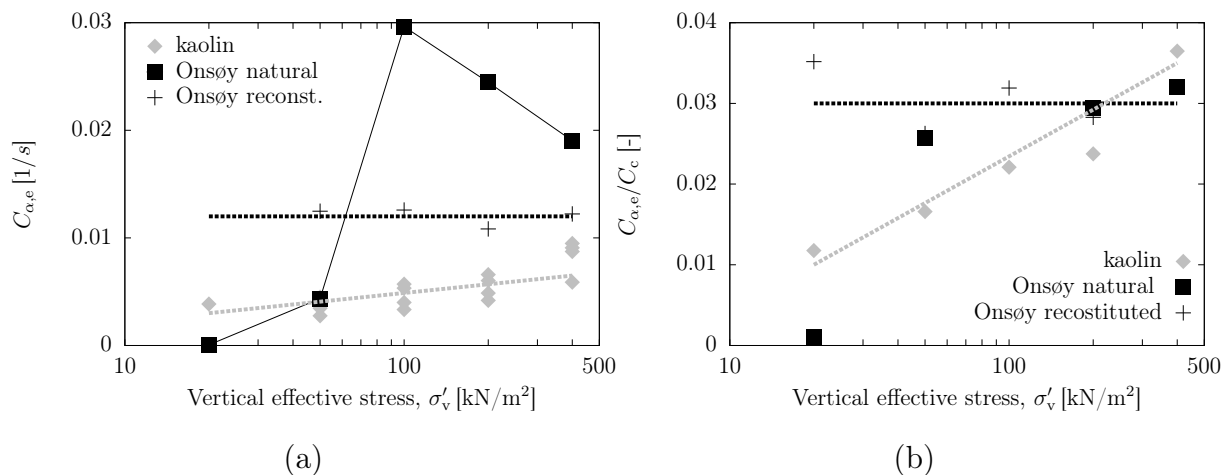 0.03
0.02
0.01
0
10
100
500
C_{α,e} [1/s]
Vertical effective stress, σ′_v [kN/m²]
kaolin
Onsøy natural
Onsøy reconst.
(a)
0.04
0.03
0.02
0.01
0
10
100
500
C_{α,e}/C_c [-]
Vertical effective stress, σ′_v [kN/m²]
kaolin
Onsøy natural
Onsøy recostituted
(b)